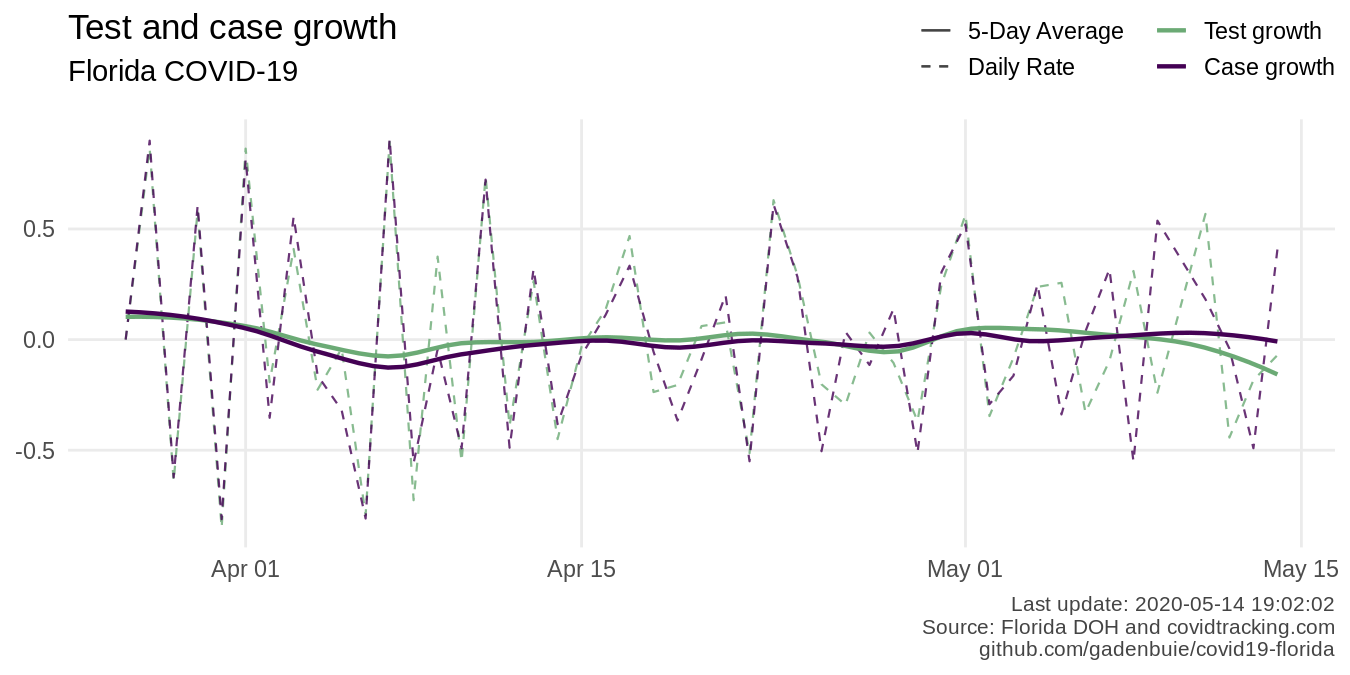 Test and case growth
Florida COVID-19
5-Day Average
Test growth
Daily Rate
Case growth
0.5
0.0
-0.5
Apr 01
Apr 15
May 01
May 15
Last update: 2020-05-14 19:02:02
Source: Florida DOH and covidtracking.com
github.com/gadenbuie/covid19-florida